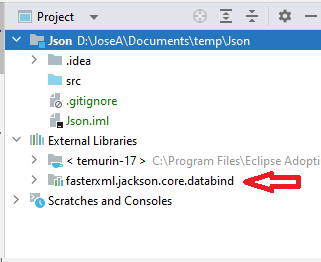 Project
Json D:\JoseA\Documents\temp\Json
.idea
src
.gitignore
Json.iml
External Libraries
< temurin-17 > C:\Program Files\Eclipse Adopti
fasterxml.jackson.core.databind
Scratches and Consoles